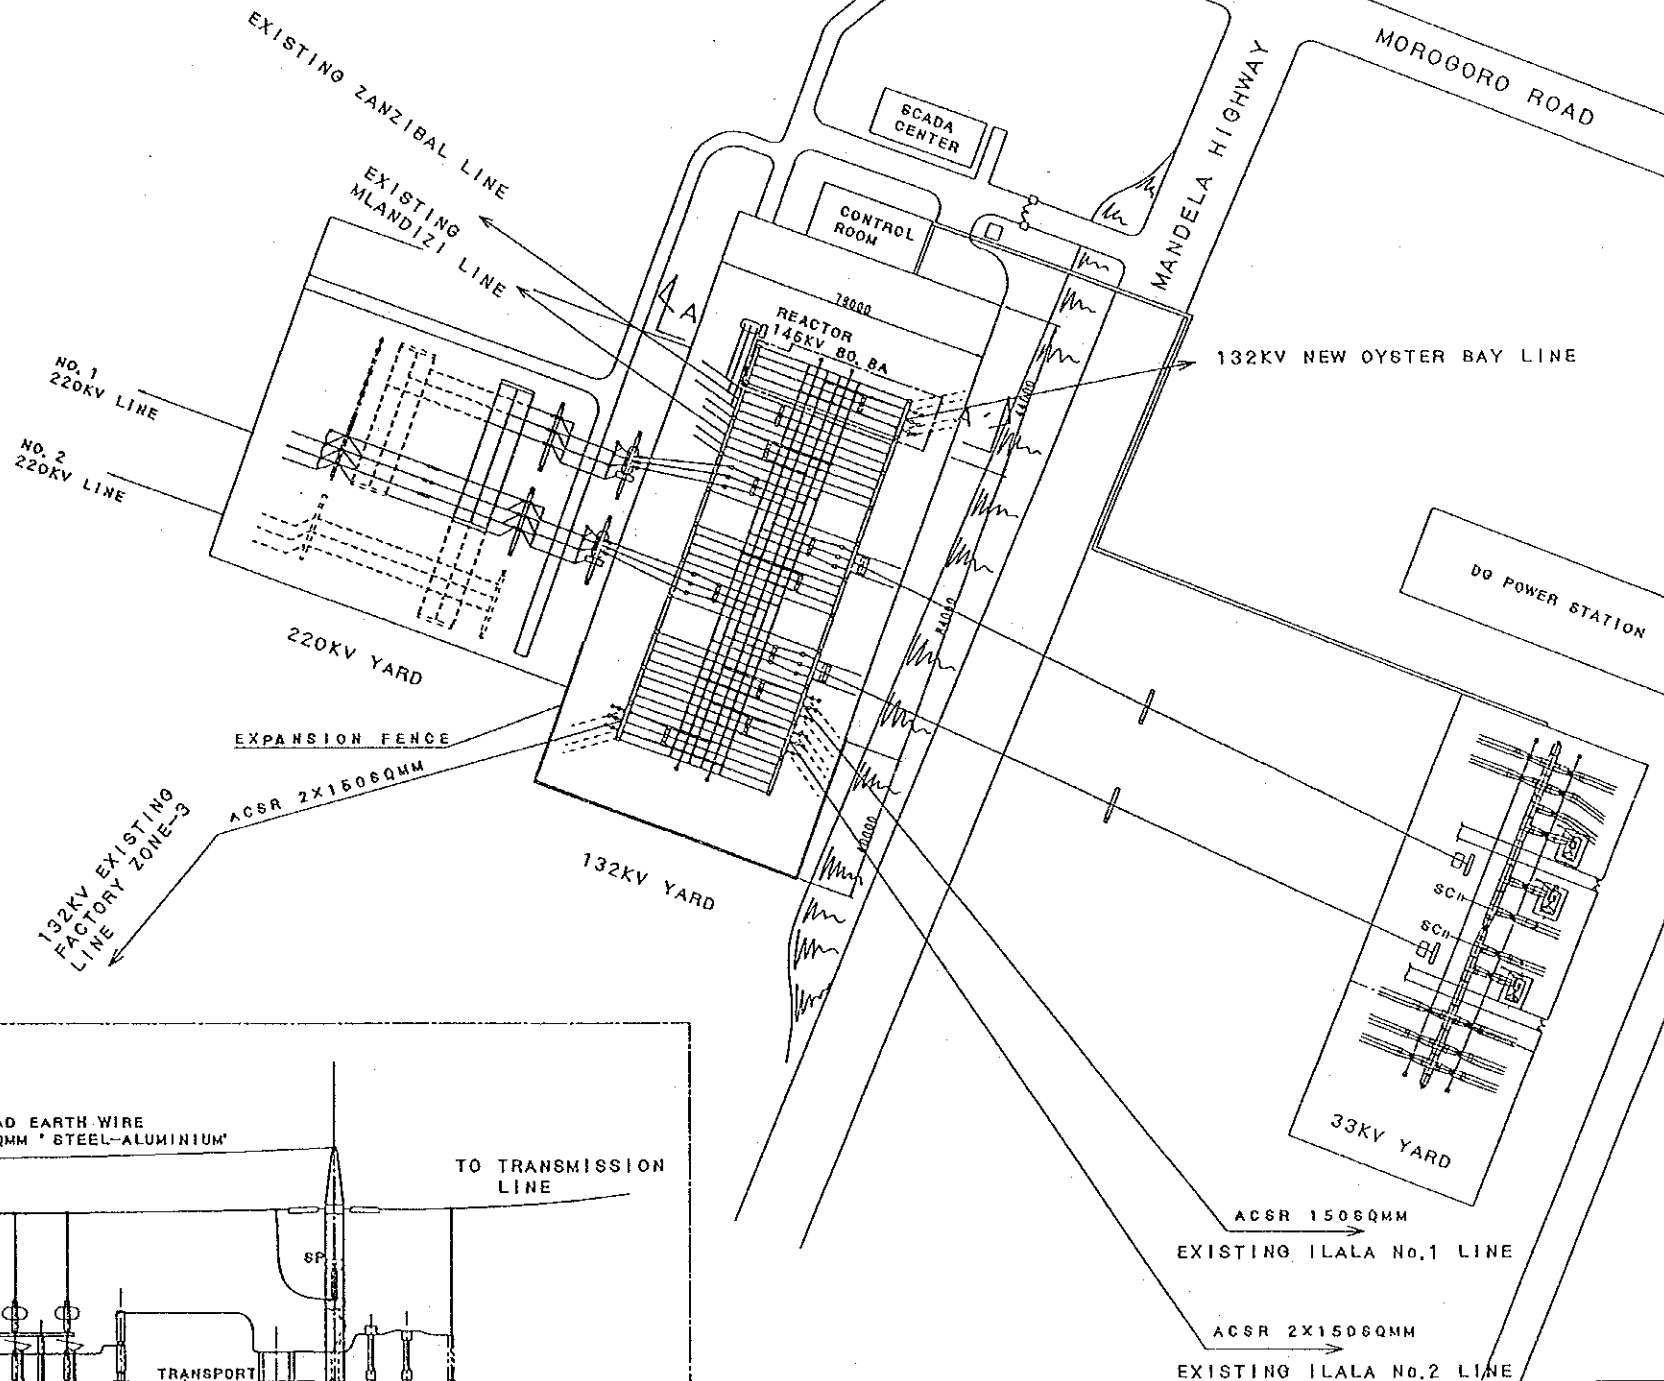 EXISTING ZANZIBAL LINE
EXISTING
MLANDIZI LINE
SCADA
CENTER
CONTROL
ROOM
MANDELA HIGHWAY
MOROGORO ROAD
A
78000
REACTOR
145KV 80.8A
132KV NEW OYSTER BAY LINE
A
NO.1
220KV LINE
NO.2
220KV LINE
220KV YARD
DG POWER STATION
EXPANSION FENCE
ACSR 2X150SQMM
132KV EXISTING
FACTORY ZONE-3
LINE
132KV YARD
SC
SC
33KV YARD
AD EARTH WIRE
QMM "STEEL-ALUMINIUM"
TO TRANSMISSION
LINE
SP
TRANSPORT
ACSR 150SQMM
EXISTING ILALA No.1 LINE
ACSR 2X150SQMM
EXISTING ILALA No.2 LINE